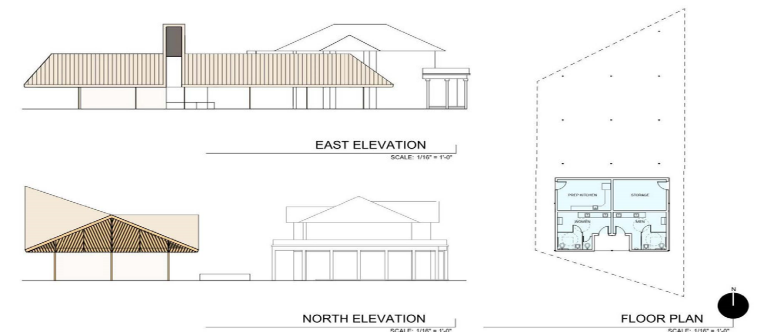 EAST ELEVATION
SCALE: 1/16" = 1'-0"
PREP KITCHEN
STORAGE
WOMEN
MEN
N
NORTH ELEVATION
SCALE: 1/16" = 1'-0"
FLOOR PLAN
SCALE: 1/16" = 1'-0"